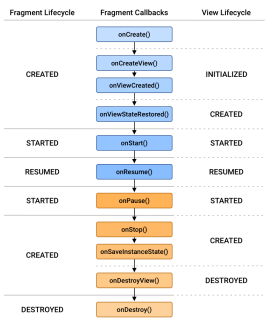 Fragment Lifecycle Fragment Callbacks View Lifecycle
onCreate()
onCreateView()
CREATED INITIALIZED
onViewCreated()
onViewStateRestored() CREATED
STARTED onStart() STARTED
RESUMED onResume() RESUMED
STARTED onPause() STARTED
onStop()
CREATED
onSaveInstanceState()
CREATED
onDestroyView() DESTROYED
DESTROYED onDestroy()